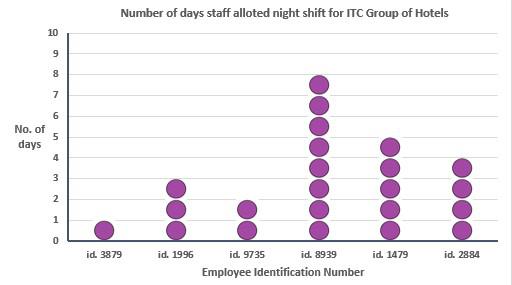 Number of days staff alloted night shift for ITC Group of Hotels
10
9
8
7
6
5
4
3
2
1
0
No. of
days
id. 3879 id. 1996 id. 9735 id. 8939 id. 1479 id. 2884
Employee Identification Number